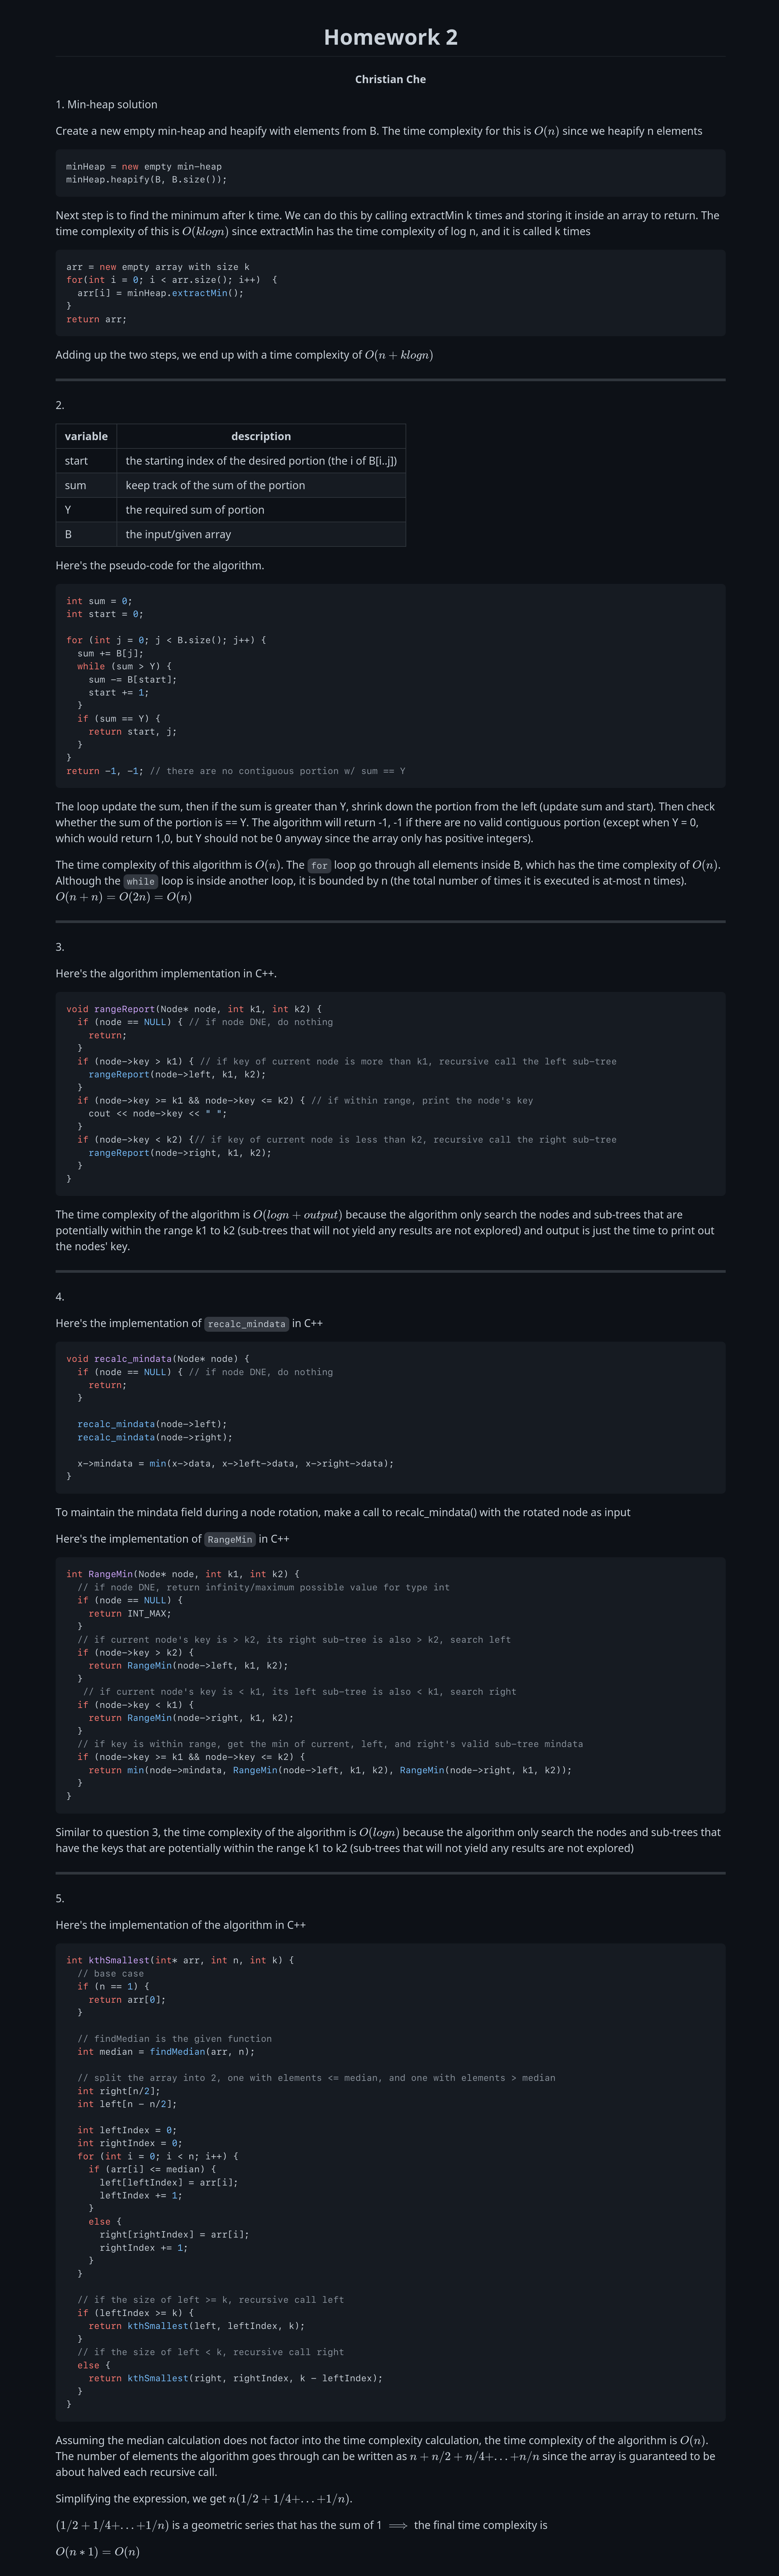 Homework 2
Christian Che
1. Min-heap solution
Create a new empty min-heap and heapify with elements from B. The time complexity for this is O(n) since we heapify n elements
minHeap = new empty min-heap
minHeap.heapify(B, B.size());
Next step is to find the minimum after k time. We can do this by calling extractMin k times and storing it inside an array to return. The
time complexity of this is O(klogn) since extractMin has the time complexity of log n, and it is called k times
arr = new empty array with size k
for(int i = 0; i < arr.size(); i++)  {
  arr[i] = minHeap.extractMin();
}
return arr;
Adding up the two steps, we end up with a time complexity of O(n + klogn)
2.
variable description
start the starting index of the desired portion (the i of B[i..j])
sum keep track of the sum of the portion
Y the required sum of portion
B the input/given array
Here's the pseudo-code for the algorithm.
int sum = 0;
int start = 0;
for (int j = 0; j < B.size(); j++) {
  sum += B[j];
  while (sum > Y) {
    sum -= B[start];
    start += 1;
  }
  if (sum == Y) {
    return start, j;
  }
}
return -1, -1; // there are no contiguous portion w/ sum == Y
The loop update the sum, then if the sum is greater than Y, shrink down the portion from the left (update sum and start). Then check
whether the sum of the portion is == Y. The algorithm will return -1, -1 if there are no valid contiguous portion (except when Y = 0,
which would return 1,0, but Y should not be 0 anyway since the array only has positive integers).
The time complexity of this algorithm is O(n). The for loop go through all elements inside B, which has the time complexity of O(n).
Although the while loop is inside another loop, it is bounded by n (the total number of times it is executed is at-most n times).
O(n + n) = O(2n) = O(n)
3.
Here's the algorithm implementation in C++.
void rangeReport(Node* node, int k1, int k2) {
  if (node == NULL) { // if node DNE, do nothing
    return;
  }
  if (node->key > k1) { // if key of current node is more than k1, recursive call the left sub-tree
    rangeReport(node->left, k1, k2);
  }
  if (node->key >= k1 && node->key <= k2) { // if within range, print the node's key
    cout << node->key << " ";
  }
  if (node->key < k2) {// if key of current node is less than k2, recursive call the right sub-tree
    rangeReport(node->right, k1, k2);
  }
}
The time complexity of the algorithm is O(logn + output) because the algorithm only search the nodes and sub-trees that are
potentially within the range k1 to k2 (sub-trees that will not yield any results are not explored) and output is just the time to print out
the nodes' key.
4.
Here's the implementation of recalc_mindata in C++
void recalc_mindata(Node* node) {
  if (node == NULL) { // if node DNE, do nothing
    return;
  }
  recalc_mindata(node->left);
  recalc_mindata(node->right);
  x->mindata = min(x->data, x->left->data, x->right->data);
}
To maintain the mindata field during a node rotation, make a call to recalc_mindata() with the rotated node as input
Here's the implementation of RangeMin in C++
int RangeMin(Node* node, int k1, int k2) {
  // if node DNE, return infinity/maximum possible value for type int
  if (node == NULL) {
    return INT_MAX;
  }
  // if current node's key is > k2, its right sub-tree is also > k2, search left
  if (node->key > k2) {
    return RangeMin(node->left, k1, k2);
  }
   // if current node's key is < k1, its left sub-tree is also < k1, search right
  if (node->key < k1) {
    return RangeMin(node->right, k1, k2);
  }
  // if key is within range, get the min of current, left, and right's valid sub-tree mindata
  if (node->key >= k1 && node->key <= k2) {
    return min(node->mindata, RangeMin(node->left, k1, k2), RangeMin(node->right, k1, k2));
  }
}
Similar to question 3, the time complexity of the algorithm is O(logn) because the algorithm only search the nodes and sub-trees that
have the keys that are potentially within the range k1 to k2 (sub-trees that will not yield any results are not explored)
5.
Here's the implementation of the algorithm in C++
int kthSmallest(int* arr, int n, int k) {
  // base case
  if (n == 1) {
    return arr[0];
  }
  // findMedian is the given function
  int median = findMedian(arr, n);
  // split the array into 2, one with elements <= median, and one with elements > median
  int right[n/2];
  int left[n - n/2];
  int leftIndex = 0;
  int rightIndex = 0;
  for (int i = 0; i < n; i++) {
    if (arr[i] <= median) {
      left[leftIndex] = arr[i];
      leftIndex += 1;
    }
    else {
      right[rightIndex] = arr[i];
      rightIndex += 1;
    }
  }
  // if the size of left >= k, recursive call left
  if (leftIndex >= k) {
    return kthSmallest(left, leftIndex, k);
  }
  // if the size of left < k, recursive call right
  else {
    return kthSmallest(right, rightIndex, k - leftIndex);
  }
}
Assuming the median calculation does not factor into the time complexity calculation, the time complexity of the algorithm is O(n).
The number of elements the algorithm goes through can be written as n + n/2 + n/4+...+n/n since the array is guaranteed to be
about halved each recursive call.
Simplifying the expression, we get n(1/2 + 1/4+...+1/n).
(1/2 + 1/4+...+1/n) is a geometric series that has the sum of 1 ⟹ the final time complexity is
O(n * 1) = O(n)